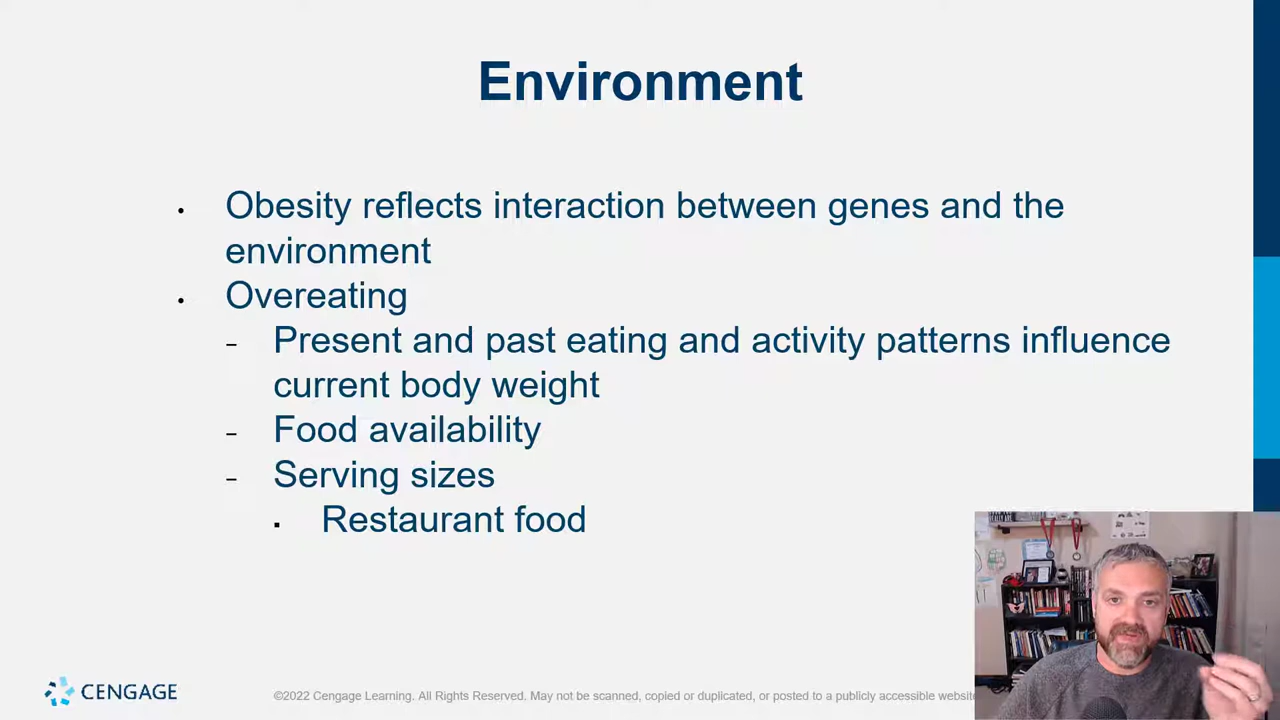 Environment
• Obesity reflects interaction between genes and the
environment
• Overeating
– Present and past eating and activity patterns influence
current body weight
– Food availability
– Serving sizes
▪ Restaurant food
CENGAGE
©2022 Cengage Learning. All Rights Reserved. May not be scanned, copied or duplicated, or posted to a publicly accessible website